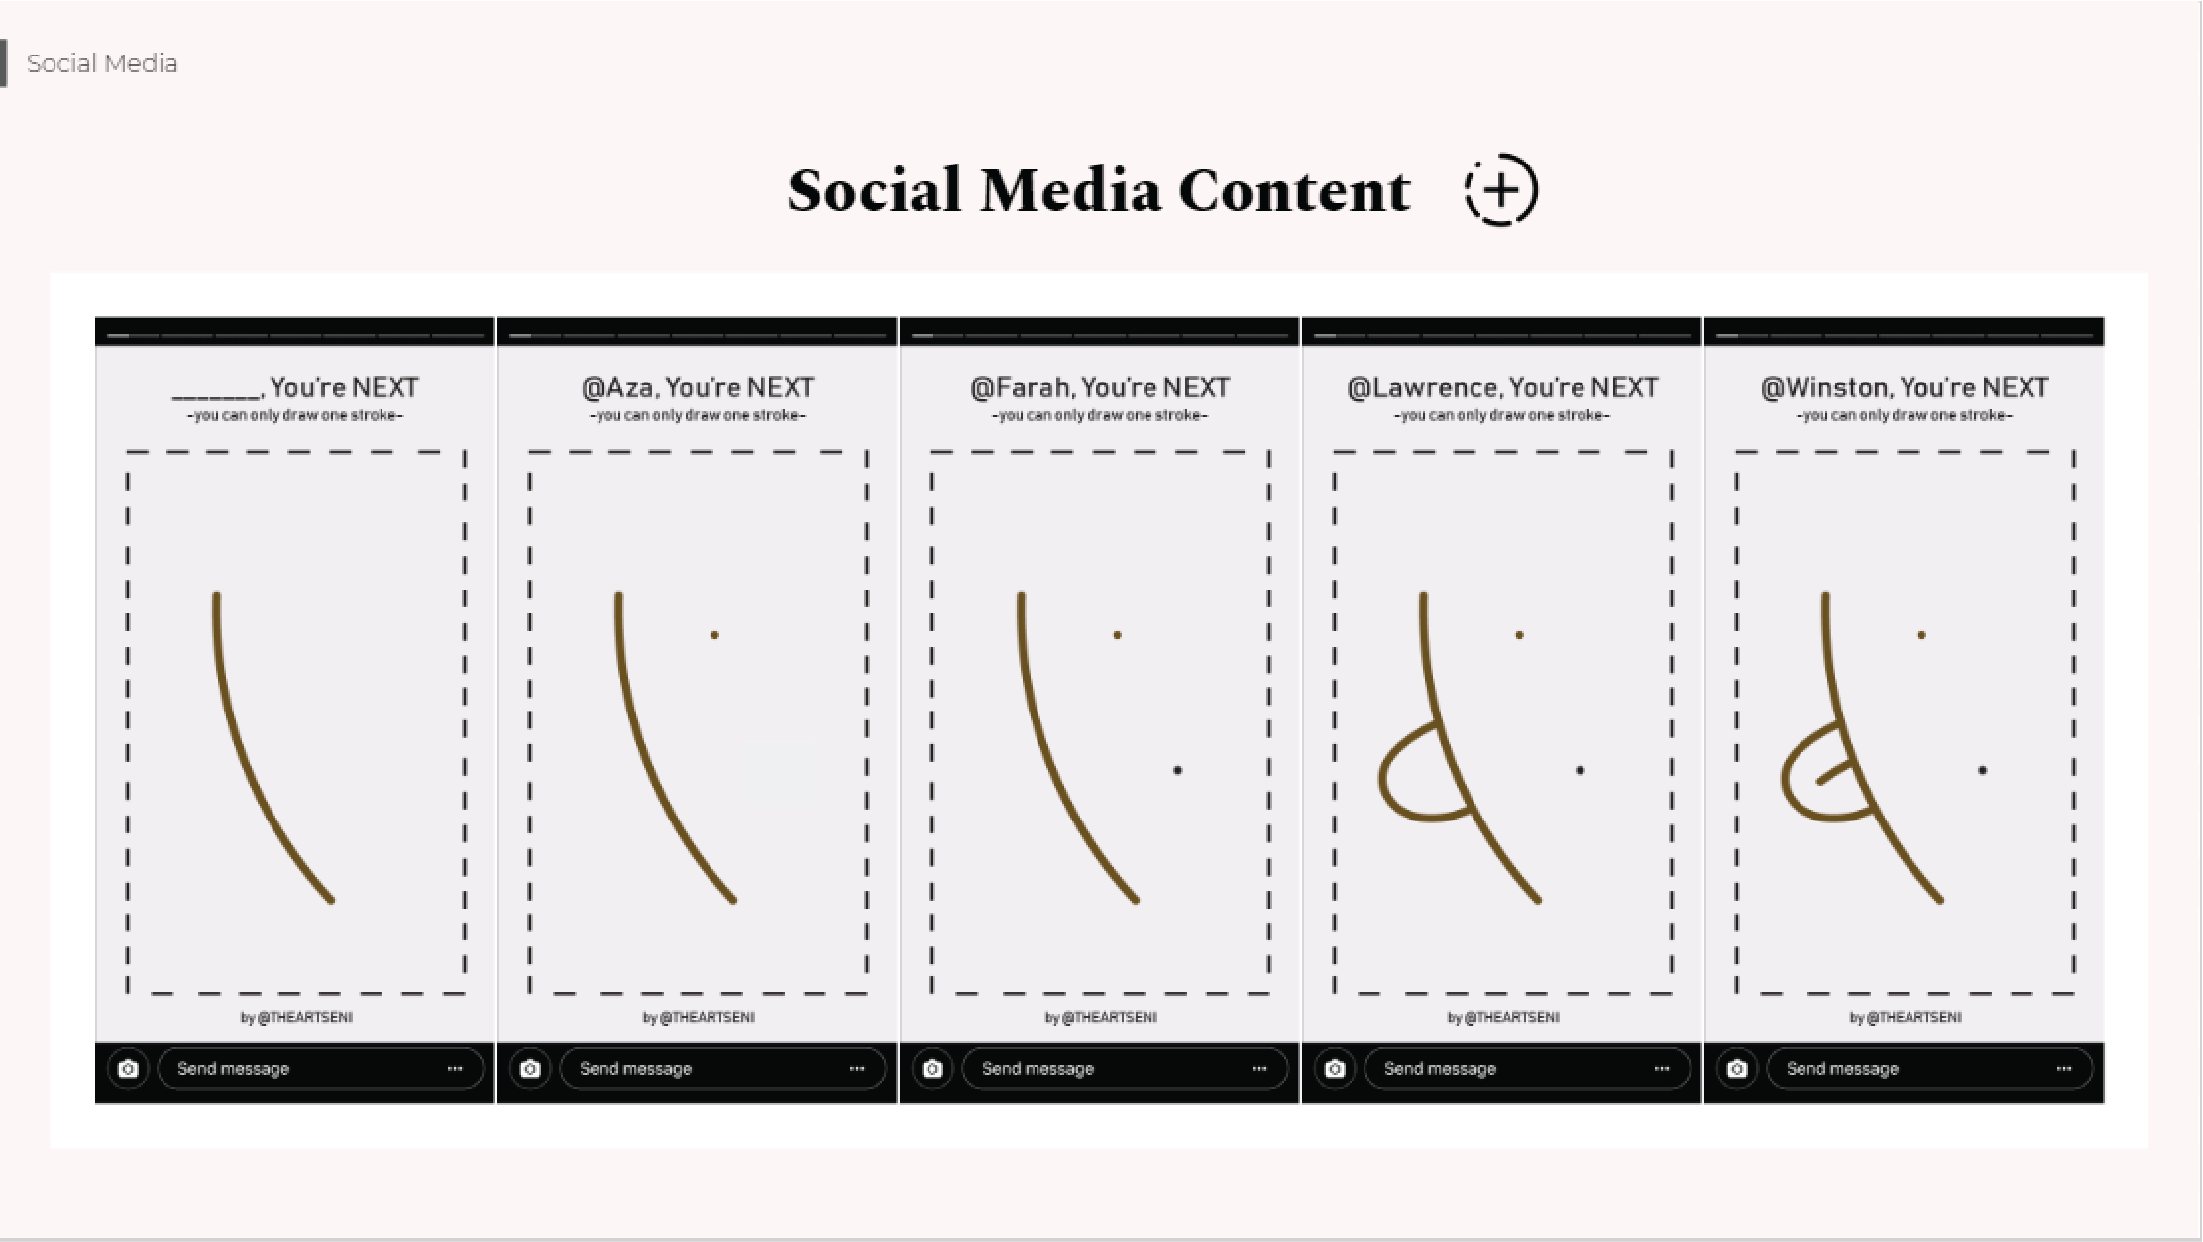 Social Media
Social Media Content
_______, You're NEXT
-you can only draw one stroke-
by @THEARTSENI
Send message
@Aza, You're NEXT
-you can only draw one stroke-
by @THEARTSENI
Send message
@Farah, You're NEXT
-you can only draw one stroke-
by @THEARTSENI
Send message
@Lawrence, You're NEXT
-you can only draw one stroke-
by @THEARTSENI
Send message
@Winston, You're NEXT
-you can only draw one stroke-
by @THEARTSENI
Send message